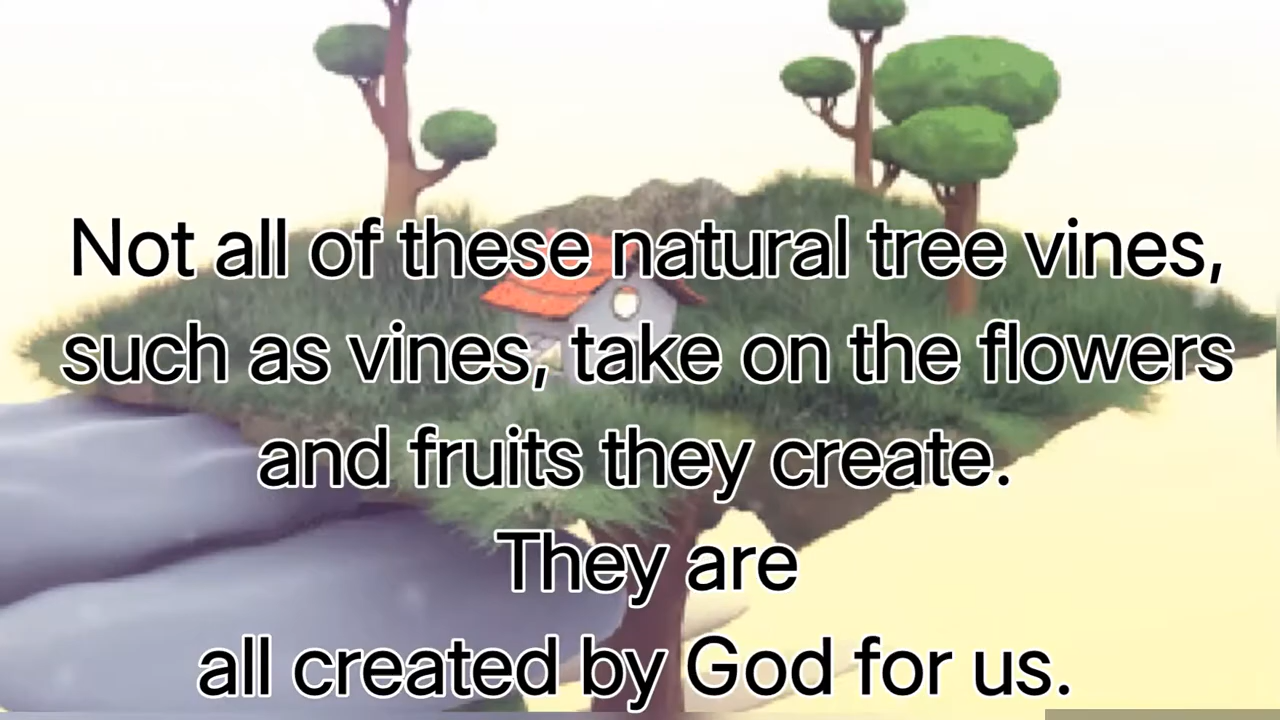 Not all of these natural tree vines,
such as vines, take on the flowers
and fruits they create.
They are
all created by God for us.